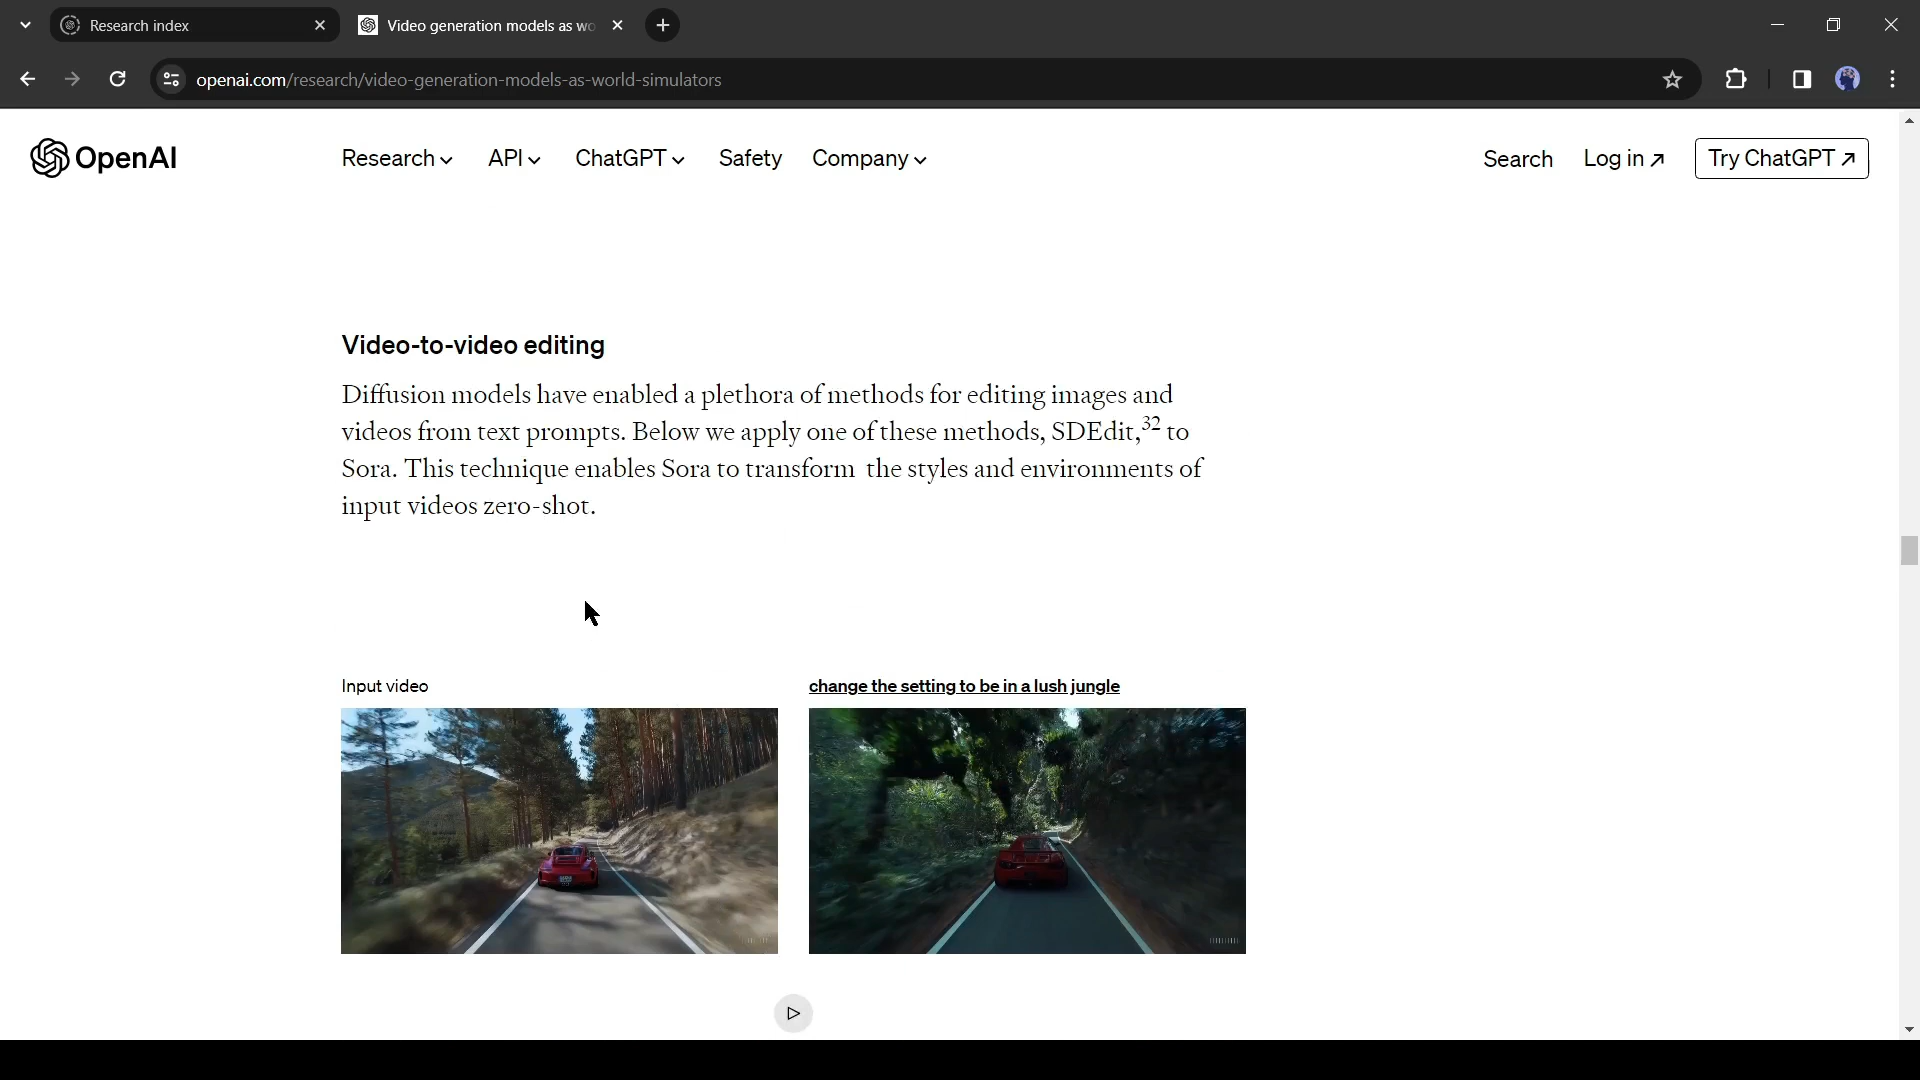 Research index
Video generation models as wo
openai.com/research/video-generation-models-as-world-simulators
OpenAI
Research
API
ChatGPT
Safety
Company
Search
Log in ↗
Try ChatGPT ↗
Video-to-video editing
Diffusion models have enabled a plethora of methods for editing images and
videos from text prompts. Below we apply one of these methods, SDEdit,32 to
Sora. This technique enables Sora to transform the styles and environments of
input videos zero-shot.
Input video
change the setting to be in a lush jungle